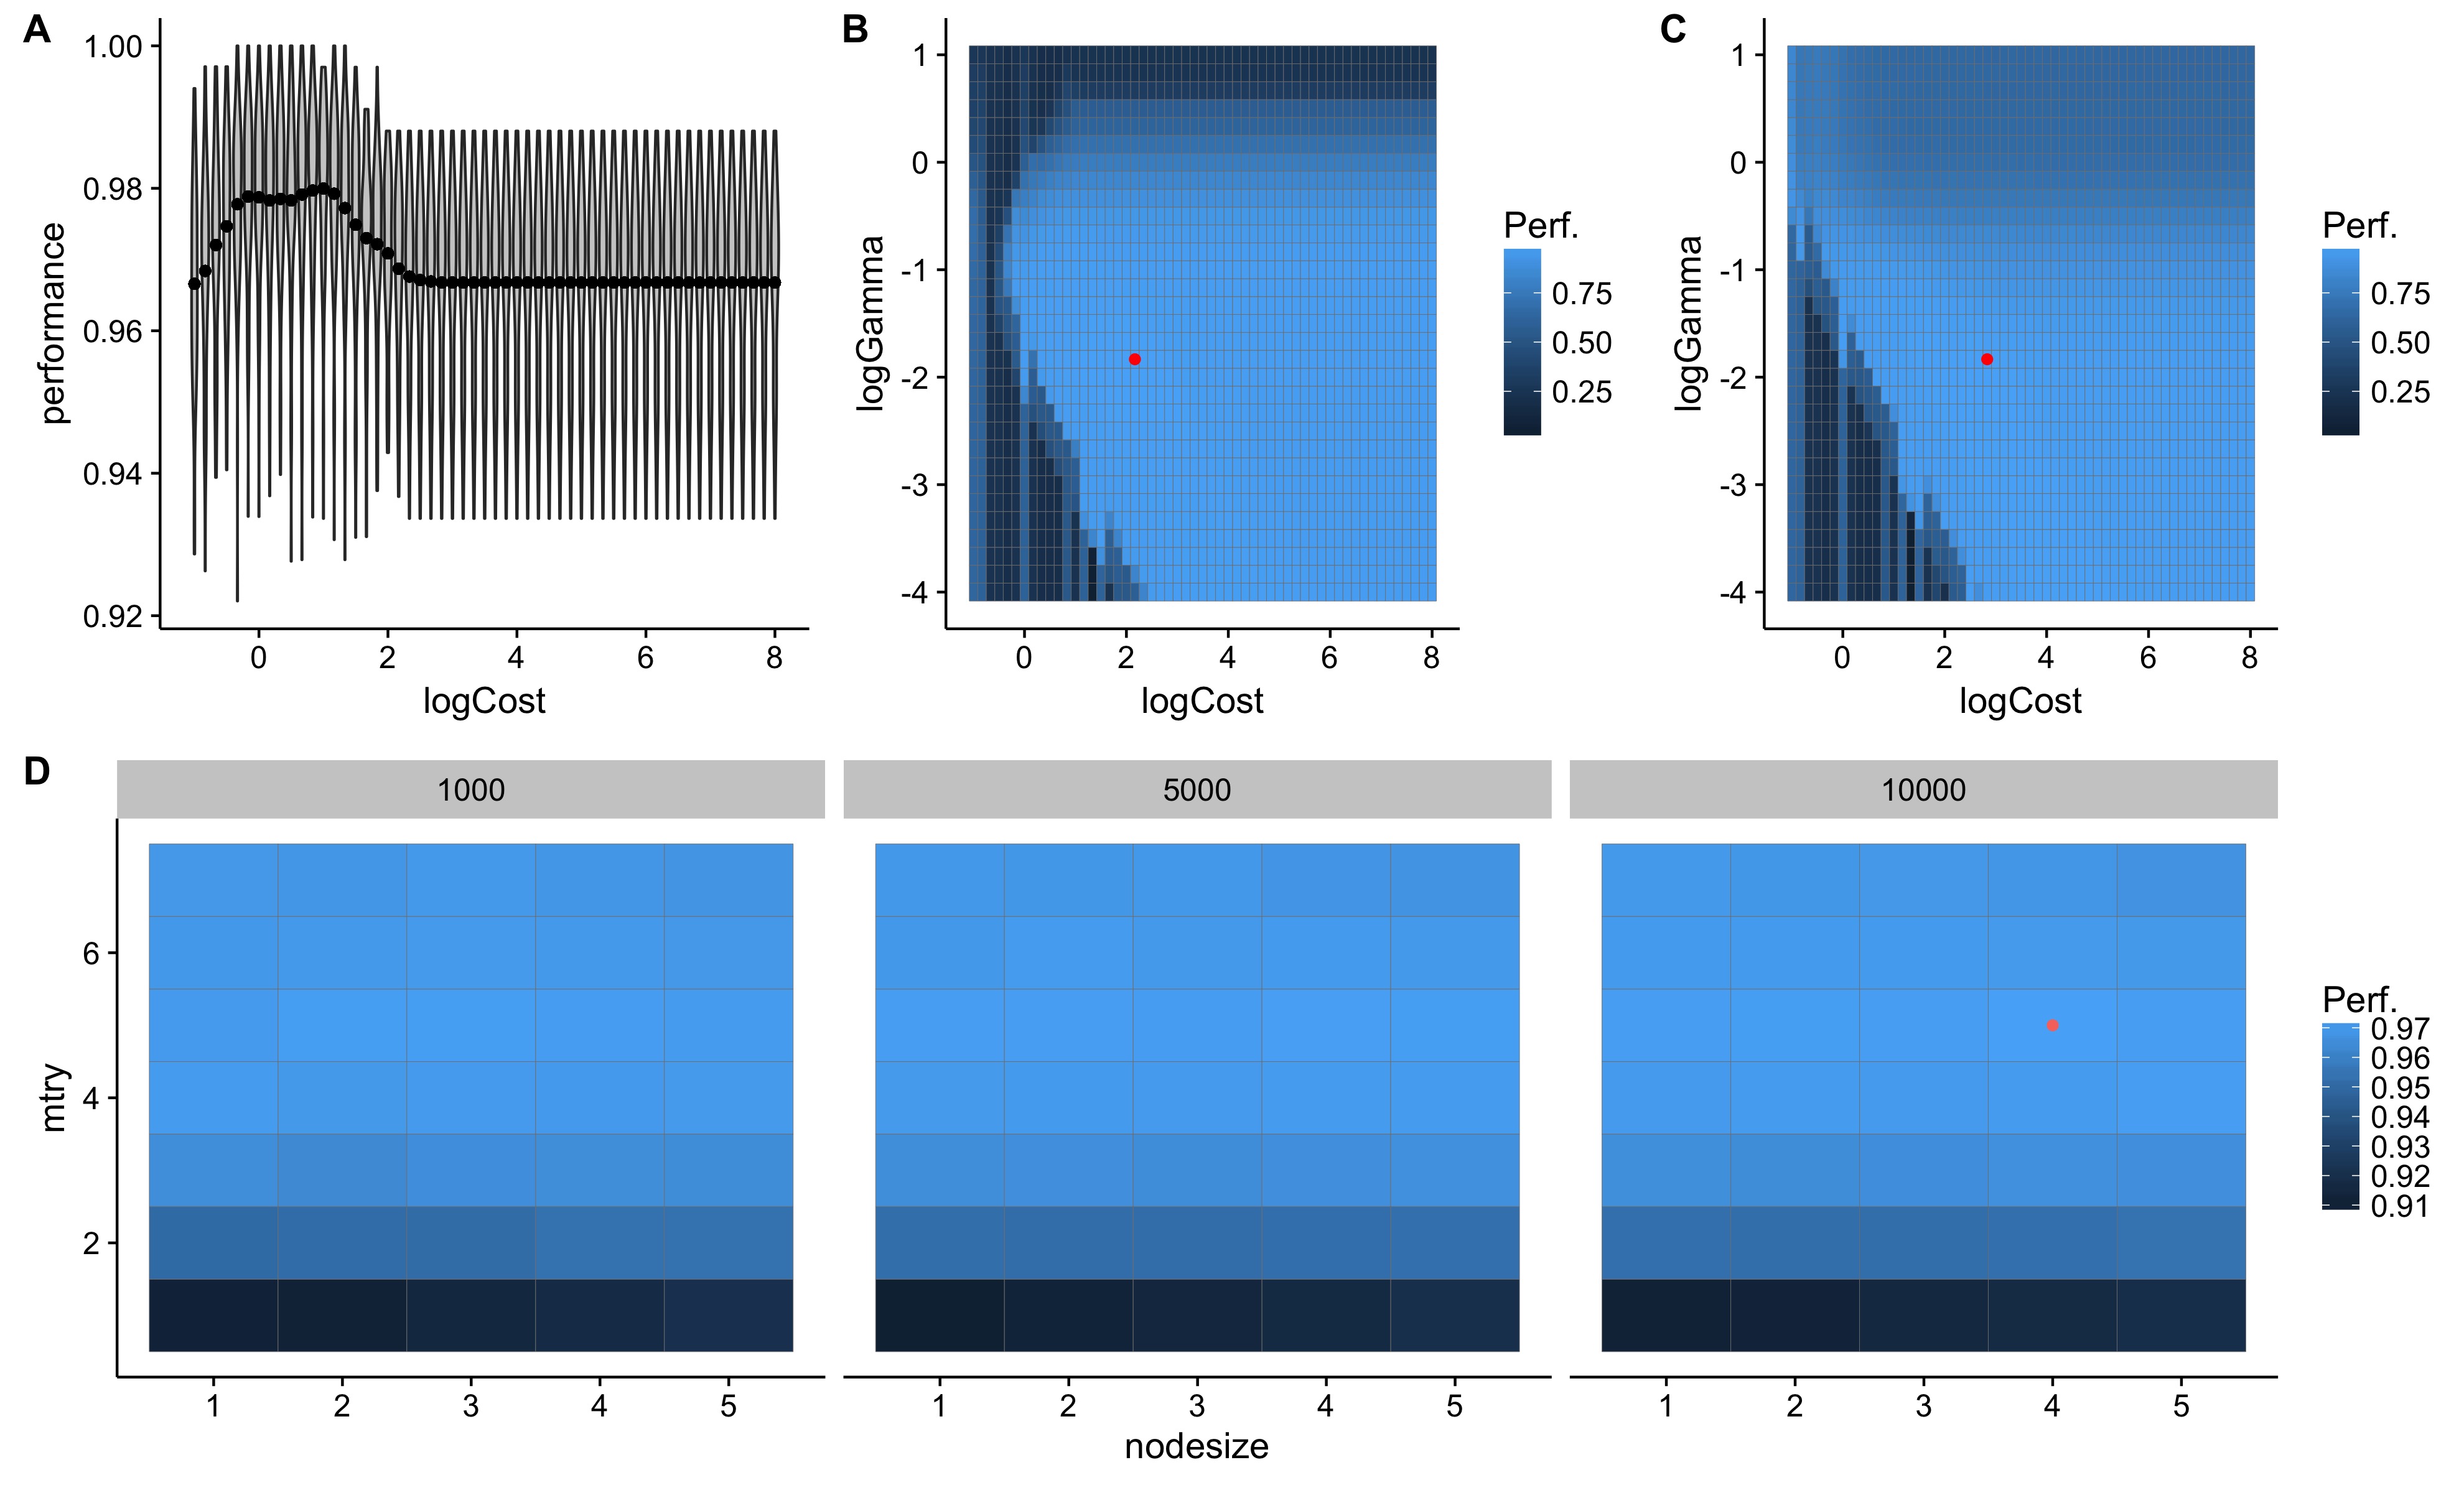 A
1.00
0.98
0.96
0.94
0.92
performance
0 2 4 6 8
logCost
B
1
0
-1
-2
-3
-4
logGamma
0 2 4 6 8
logCost
Perf.
0.75
0.50
0.25
C
1
0
-1
-2
-3
-4
logGamma
0 2 4 6 8
logCost
Perf.
0.75
0.50
0.25
D
1000 5000 10000
6
4
2
mtry
1 2 3 4 5
1 2 3 4 5
1 2 3 4 5
nodesize
Perf.
0.97
0.96
0.95
0.94
0.93
0.92
0.91